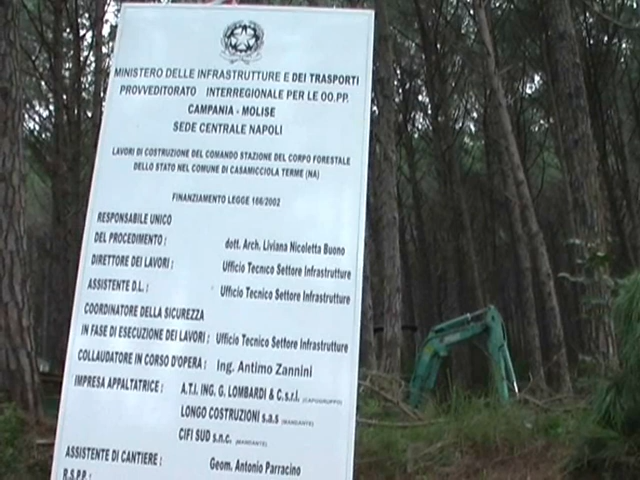 MINISTERO DELLE INFRASTRUTTURE E DEI TRASPORTI
PROVVEDITORATO INTERREGIONALE PER LE OO.PP.
CAMPANIA - MOLISE
SEDE CENTRALE NAPOLI
LAVORI DI COSTRUZIONE DEL COMANDO STAZIONE DEL CORPO FORESTALE
DELLO STATO NEL COMUNE DI CASAMICCIOLA TERME (NA)
FINANZIAMENTO LEGGE 166/2002
RESPONSABILE UNICO
DEL PROCEDIMENTO : dott. Arch. Liviana Nicoletta Buono
DIRETTORE DEI LAVORI : Ufficio Tecnico Settore Infrastrutture
ASSISTENTE D.L. : Ufficio Tecnico Settore Infrastrutture
COORDINATORE DELLA SICUREZZA
IN FASE DI ESECUZIONE DEI LAVORI : Ufficio Tecnico Settore Infrastrutture
COLLAUDATORE IN CORSO D'OPERA : Ing. Antimo Zannini
IMPRESA APPALTATRICE : A.T.I. ING. G. LOMBARDI & C. s.r.l. (CAPOGRUPPO)
LONGO COSTRUZIONI s.a.s (MANDANTE)
CIFI SUD s.n.c. (MANDANTE)
ASSISTENTE DI CANTIERE : Geom. Antonio Parracino
R.S.P.P. :